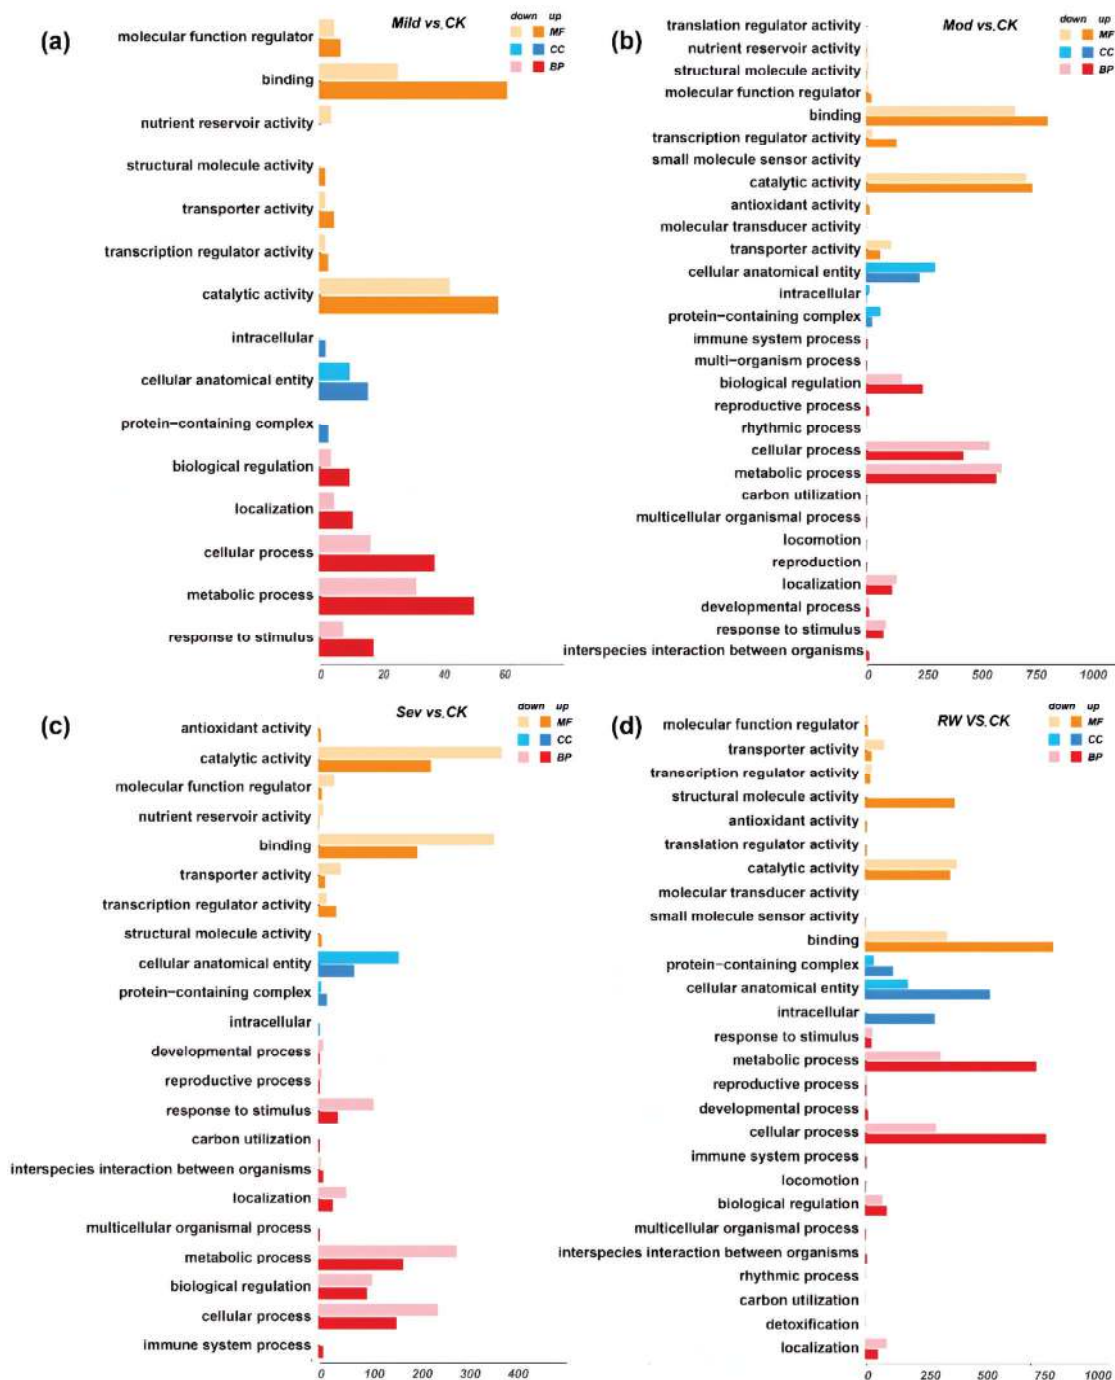 (a)
Mild vs.CK
down up
MF
CC
BP
molecular function regulator
binding
nutrient reservoir activity
structural molecule activity
transporter activity
transcription regulator activity
catalytic activity
intracellular
cellular anatomical entity
protein−containing complex
biological regulation
localization
cellular process
metabolic process
response to stimulus
0 20 40 60
(b)
Mod vs.CK
down up
MF
CC
BP
translation regulator activity
nutrient reservoir activity
structural molecule activity
molecular function regulator
binding
transcription regulator activity
small molecule sensor activity
catalytic activity
antioxidant activity
molecular transducer activity
transporter activity
cellular anatomical entity
intracellular
protein-containing complex
immune system process
multi-organism process
biological regulation
reproductive process
rhythmic process
cellular process
metabolic process
carbon utilization
multicellular organismal process
locomotion
reproduction
localization
developmental process
response to stimulus
interspecies interaction between organisms
0 250 500 750 1000
(c)
Sev vs.CK
down up
MF
CC
BP
antioxidant activity
catalytic activity
molecular function regulator
nutrient reservoir activity
binding
transporter activity
transcription regulator activity
structural molecule activity
cellular anatomical entity
protein−containing complex
intracellular
developmental process
reproductive process
response to stimulus
carbon utilization
interspecies interaction between organisms
localization
multicellular organismal process
metabolic process
biological regulation
cellular process
immune system process
0 100 200 300 400
(d)
RW VS.CK
down up
MF
CC
BP
molecular function regulator
transporter activity
transcription regulator activity
structural molecule activity
antioxidant activity
translation regulator activity
catalytic activity
molecular transducer activity
small molecule sensor activity
binding
protein−containing complex
cellular anatomical entity
intracellular
response to stimulus
metabolic process
reproductive process
developmental process
cellular process
immune system process
locomotion
biological regulation
multicellular organismal process
interspecies interaction between organisms
rhythmic process
carbon utilization
detoxification
localization
0 250 500 750 1000